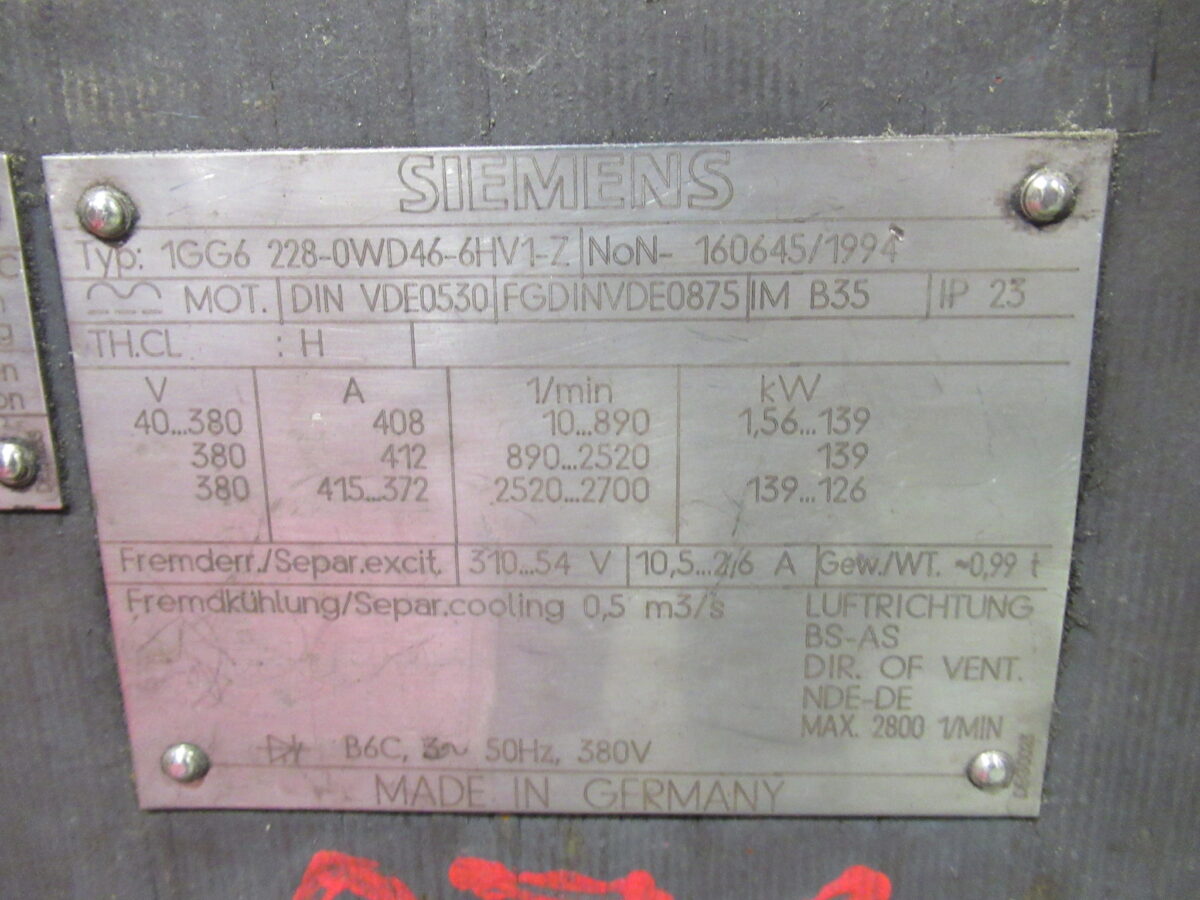 SIEMENS
Typ: 1GG6 228-0WD46-6HV1-Z NoN- 160645/1994
MOT. DIN VDE0530 FGDINVDE0875 IM B35 IP 23
TH.CL : H
V A 1/min kW
40...380 408 10...890 1,56...139
380 412 890...2520 139
380 415...372 2520...2700 139...126
Fremderr./Separ.excit. 310...54 V 10,5...2,6 A Gew./WT. ~0,99 t
Fremdkühlung/Separ.cooling 0,5 m3/s
LUFTRICHTUNG
BS-AS
DIR. OF VENT.
NDE-DE
MAX. 2800 1/MIN
B6C, 3~ 50Hz, 380V
MADE IN GERMANY
C
n
g
n
on